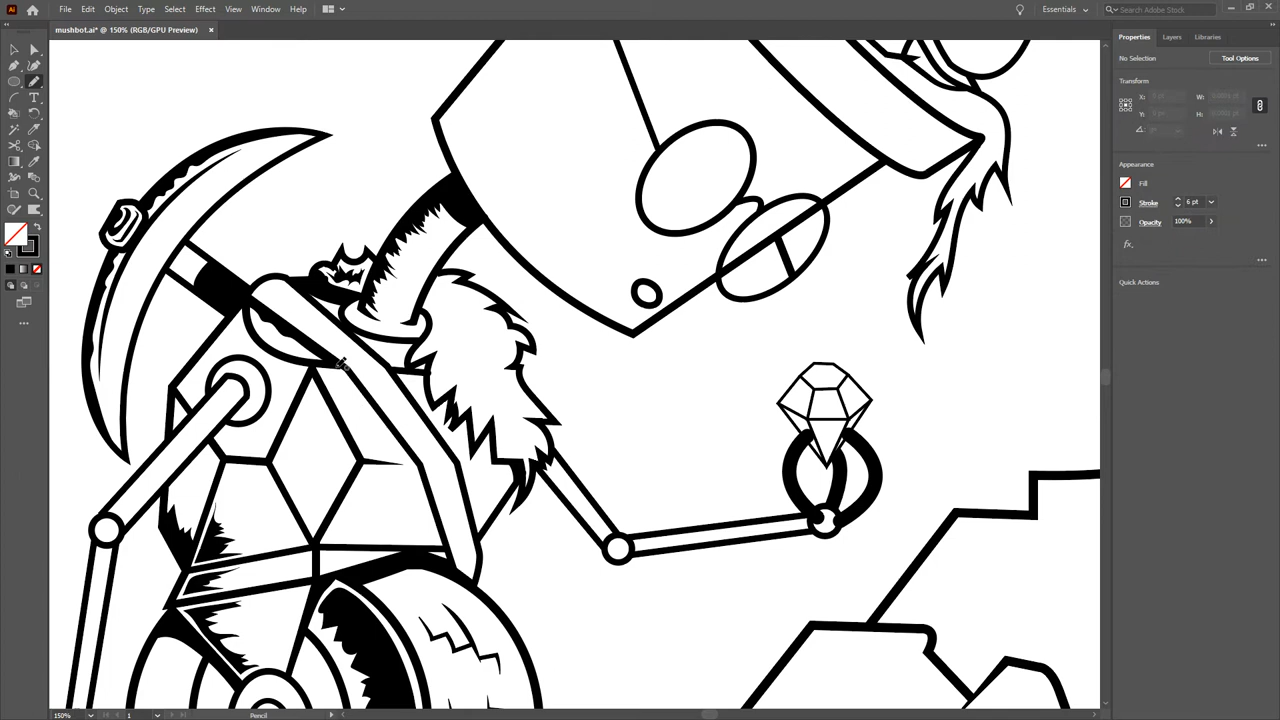 Ai
File Edit Object Type Select Effect View Window Help
Essentials
Search Adobe Stock
mushbot.ai* @ 150% (RGB/GPU Preview) ×
Properties Layers Libraries
No Selection
Tool Options
Transform
X: W:
Y: H:
Appearance
Fill
Stroke 6 pt
Opacity 100%
fx
Quick Actions
T
150% 1 Pencil